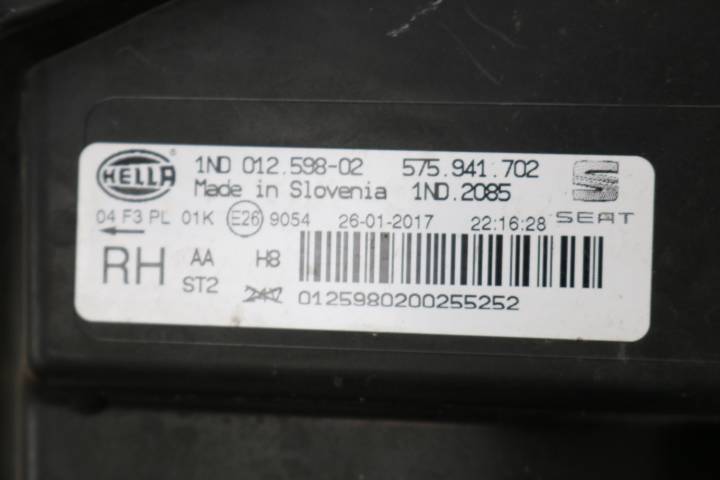 HELLA
1ND 012.598-02 575.941.702
Made in Slovenia 1ND.2085
SEAT
04 F3 PL 01K E26 9054 26-01-2017 22:16:28
RH AA H8
ST2
0125980200255252